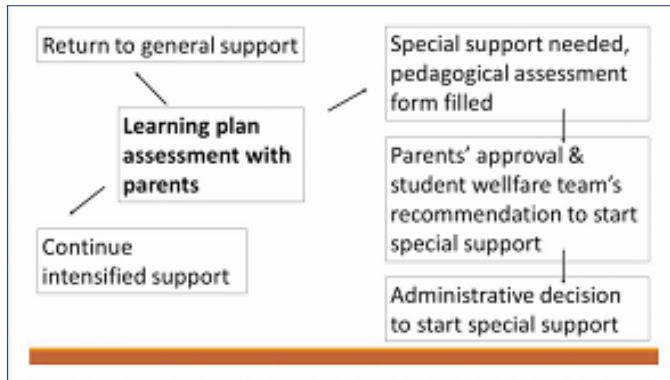 Return to general support
Learning plan
assessment with
parents
Continue
intensified support
Special support needed,
pedagogical assessment
form filled
Parents' approval &
student wellfare team's
recommendation to start
special support
Administrative decision
to start special support